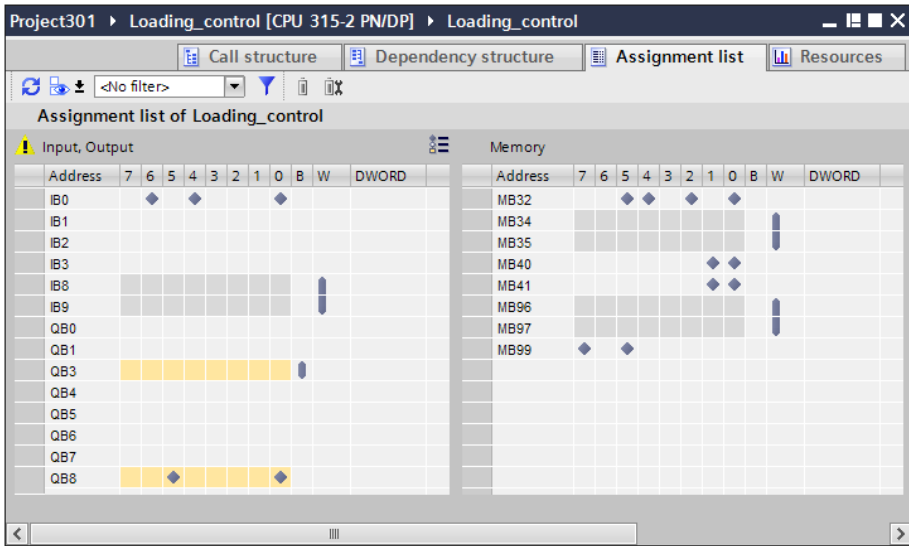 Project301 ▸ Loading_control [CPU 315-2 PN/DP] ▸ Loading_control
Call structure Dependency structure Assignment list Resources
<No filter>
Assignment list of Loading_control
Input, Output
Address 7 6 5 4 3 2 1 0 B W DWORD
IB0
IB1
IB2
IB3
IB8
IB9
QB0
QB1
QB3
QB4
QB5
QB6
QB7
QB8
Memory
Address 7 6 5 4 3 2 1 0 B W DWORD
MB32
MB34
MB35
MB40
MB41
MB96
MB97
MB99